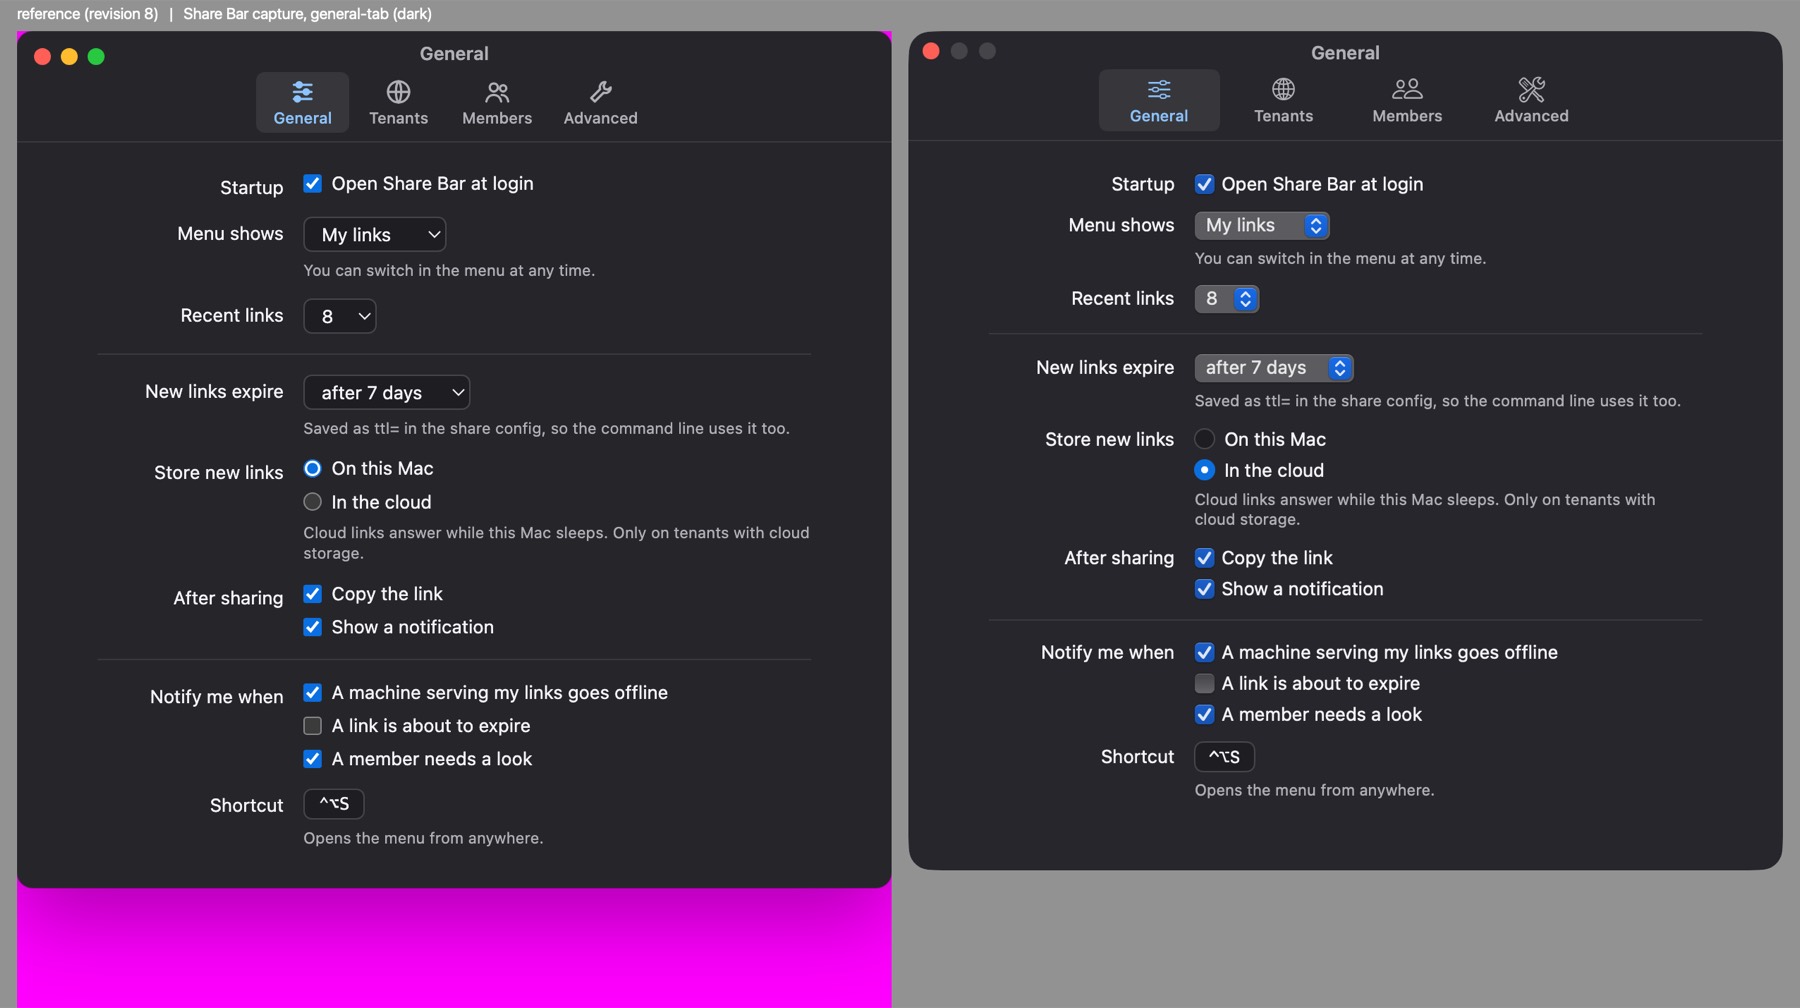 reference (revision 8) | Share Bar capture, general-tab (dark)
General
General
Tenants
Members
Advanced
Startup
Open Share Bar at login
Menu shows
My links
You can switch in the menu at any time.
Recent links
8
New links expire
after 7 days
Saved as ttl= in the share config, so the command line uses it too.
Store new links
On this Mac
In the cloud
Cloud links answer while this Mac sleeps. Only on tenants with cloud
storage.
After sharing
Copy the link
Show a notification
Notify me when
A machine serving my links goes offline
A link is about to expire
A member needs a look
Shortcut
^⌥S
Opens the menu from anywhere.
General
General
Tenants
Members
Advanced
Startup
Open Share Bar at login
Menu shows
My links
You can switch in the menu at any time.
Recent links
8
New links expire
after 7 days
Saved as ttl= in the share config, so the command line uses it too.
Store new links
On this Mac
In the cloud
Cloud links answer while this Mac sleeps. Only on tenants with
cloud storage.
After sharing
Copy the link
Show a notification
Notify me when
A machine serving my links goes offline
A link is about to expire
A member needs a look
Shortcut
^⌥S
Opens the menu from anywhere.